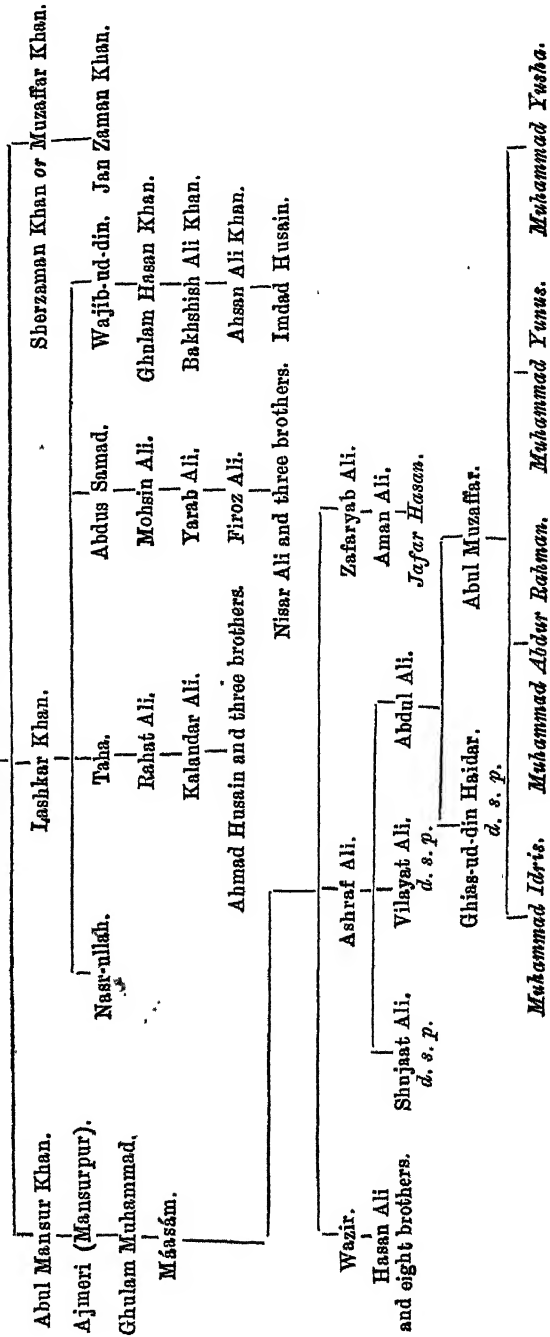 Abul Mansur Khan. Lashkar Khan. Sherzaman Khan or Muzaffar Khan.
Ajmeri (Mansurpur). Nasr-ullah. Taha. Abdus Samad. Wajib-ud-din. Jan Zaman Khan.
Ghulam Muhammad. Rahat Ali. Mohsin Ali. Ghulam Hasan Khan.
Máasám. Kalandar Ali. Yarab Ali. Bakhshish Ali Khan.
Ahmad Husain and three brothers. Firoz Ali. Ahsan Ali Khan.
Nisar Ali and three brothers. Imdad Husain.
Wazir. Ashraf Ali. Zafaryab Ali.
Hasan Ali
and eight brothers. Shujaat Ali. Vilayat Ali. Abdul Ali. Aman Ali.
d. s. p. d. s. p. Jafar Hasan.
Ghias-ud-din Haidar. Abul Muzaffar.
d. s. p.
Muhammad Idris. Muhammad Abdur Rahman. Muhammad Yunus. Muhammad Yusha.